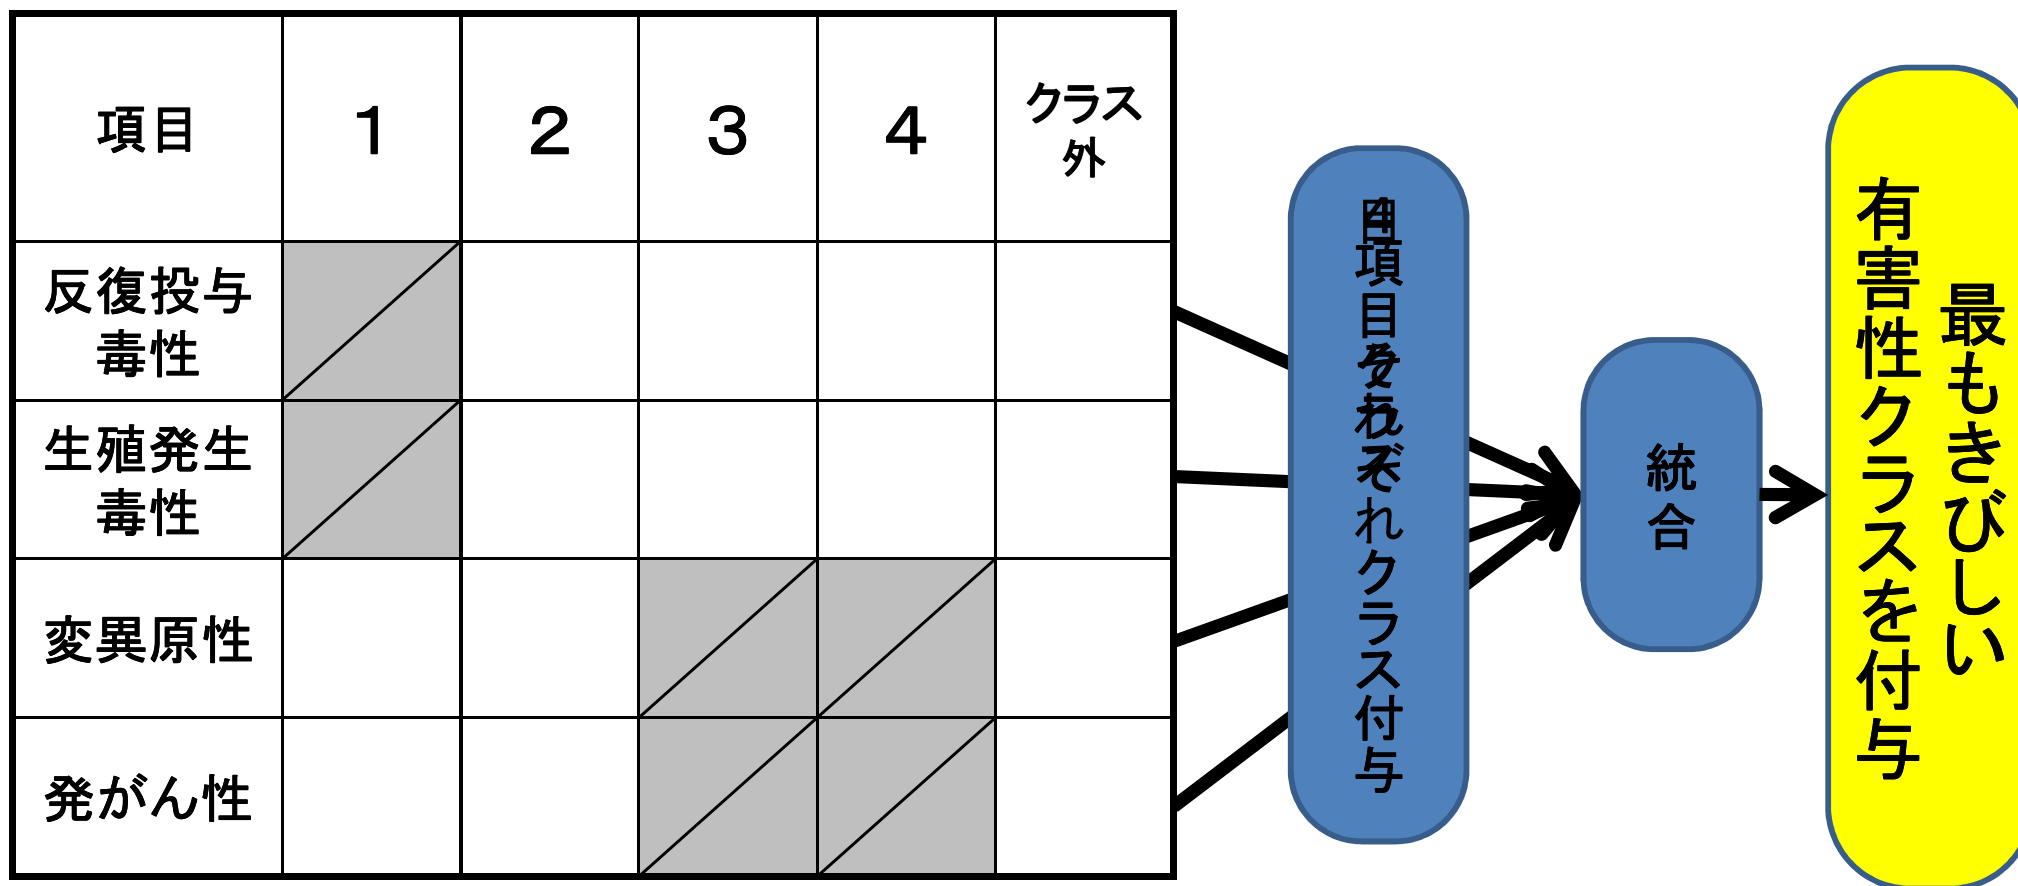 項目
1
2
3
4
クラス
外
反復投与
毒性
生殖発生
毒性
変異原性
発がん性
4項目それぞれクラス付与
統合
最もきびしい
有害性クラスを付与